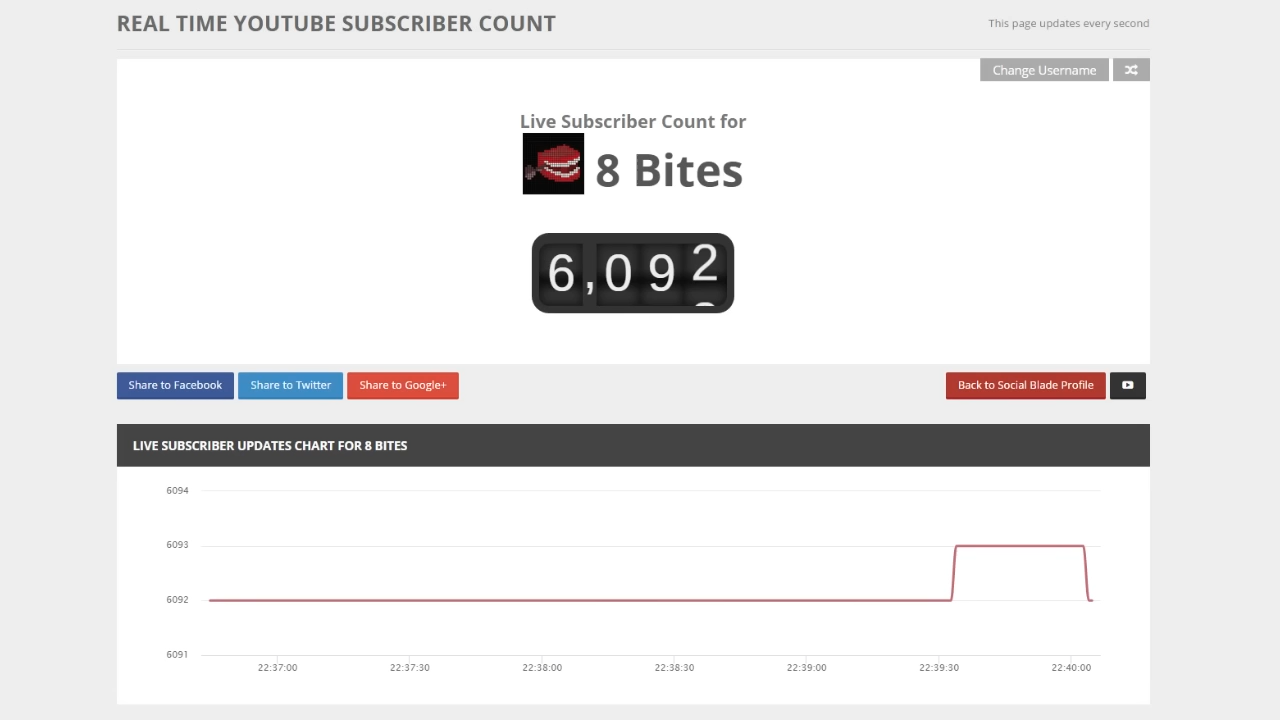 REAL TIME YOUTUBE SUBSCRIBER COUNT
This page updates every second
Change Username
Live Subscriber Count for
8 Bites
6,092
Share to Facebook
Share to Twitter
Share to Google+
Back to Social Blade Profile
LIVE SUBSCRIBER UPDATES CHART FOR 8 BITES
6094
6093
6092
6091
22:37:00 22:37:30 22:38:00 22:38:30 22:39:00 22:39:30 22:40:00